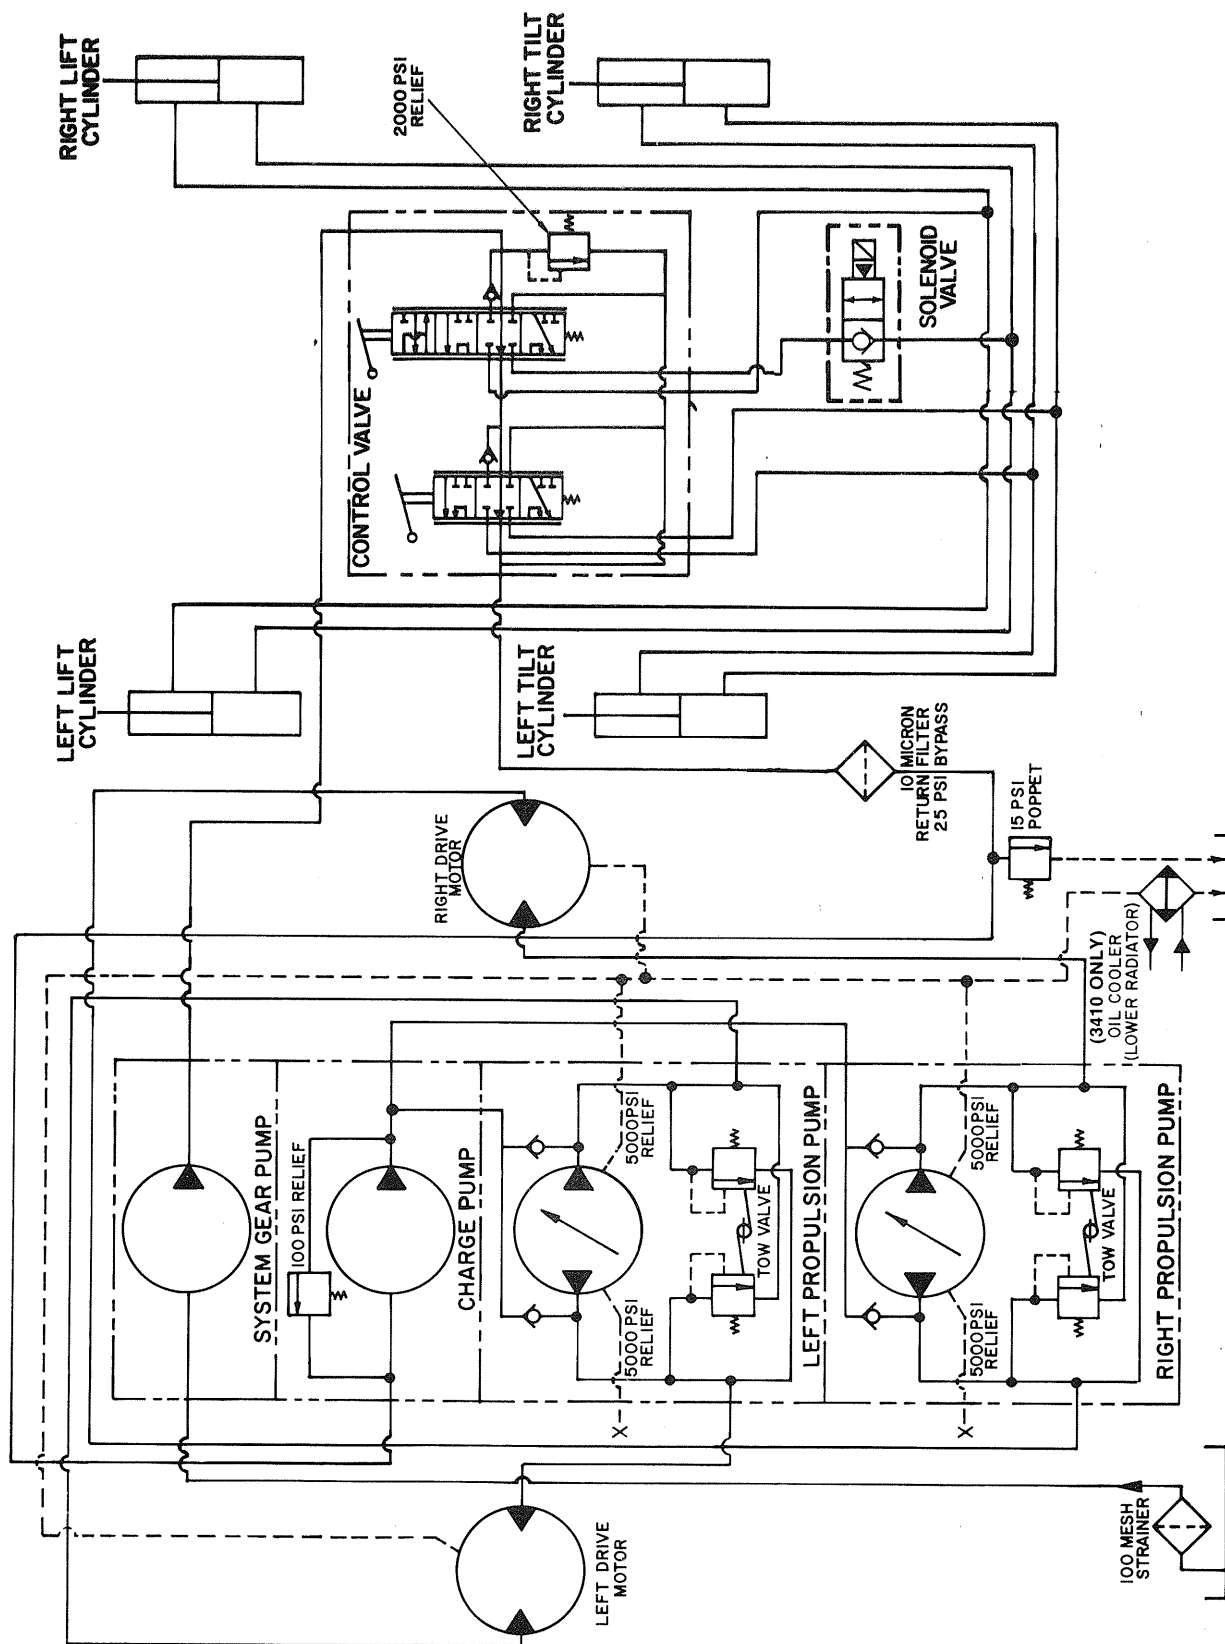 RIGHT LIFT
CYLINDER
2000 PSI
RELIEF
RIGHT TILT
CYLINDER
CONTROL VALVE
SOLENOID
VALVE
LEFT LIFT
CYLINDER
LEFT TILT
CYLINDER
10 MICRON
RETURN FILTER
25 PSI BYPASS
15 PSI
POPPET
RIGHT DRIVE
MOTOR
(3410 ONLY)
OIL COOLER
(LOWER RADIATOR)
SYSTEM GEAR PUMP
100 PSI RELIEF
CHARGE PUMP
5000PSI
RELIEF
5000 PSI
RELIEF
TOW VALVE
LEFT PROPULSION PUMP
5000 PSI
RELIEF
5000 PSI
RELIEF
TOW VALVE
RIGHT PROPULSION PUMP
X
X
LEFT DRIVE
MOTOR
100 MESH
STRAINER